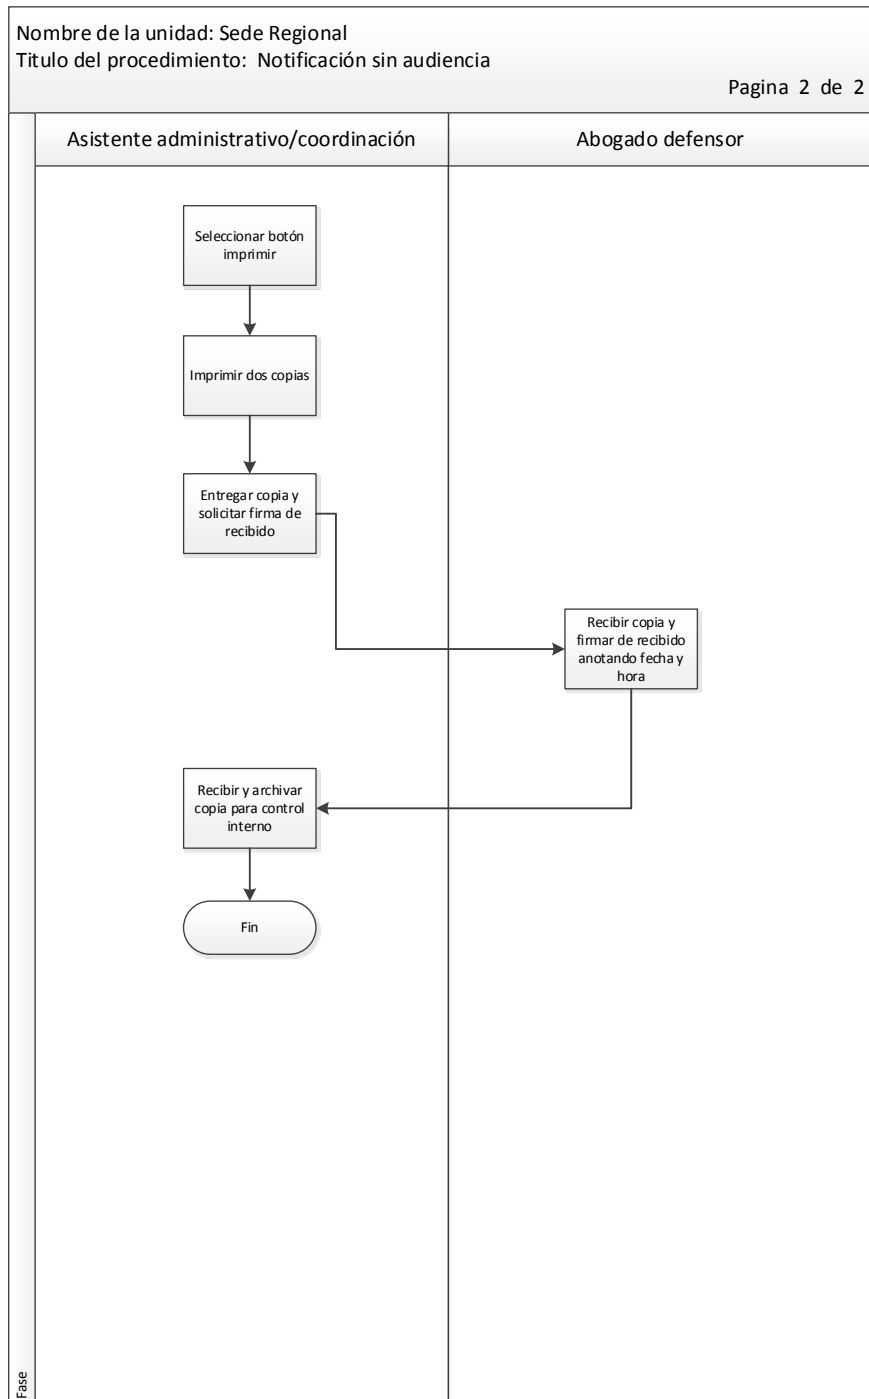 Nombre de la unidad: Sede Regional
Titulo del procedimiento: Notificación sin audiencia
Pagina 2 de 2
Asistente administrativo/coordinación
Abogado defensor
Seleccionar botón
imprimir
Imprimir dos copias
Entregar copia y
solicitar firma de
recibido
Recibir copia y
firmar de recibido
anotando fecha y
hora
Recibir y archivar
copia para control
interno
Fin
Fase